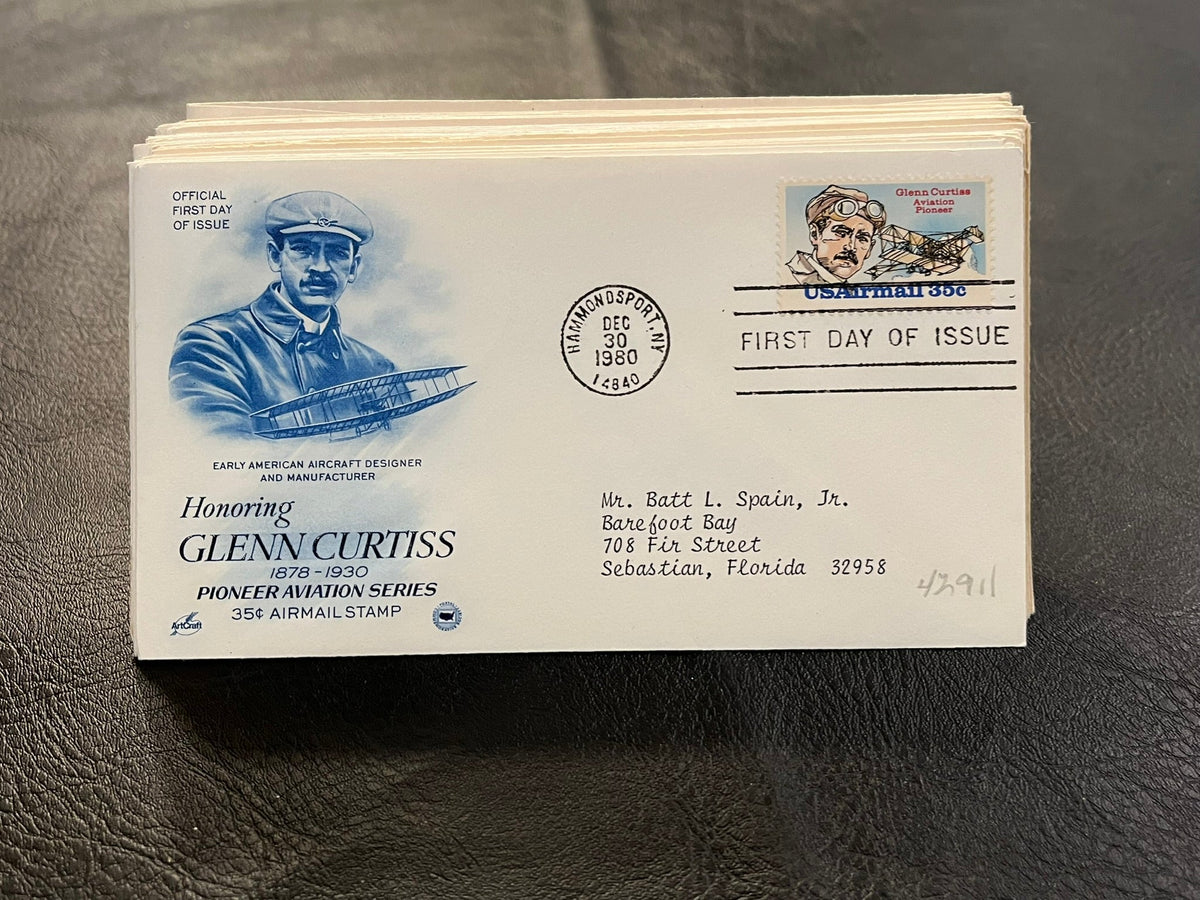 OFFICIAL
FIRST DAY
OF ISSUE
Glenn Curtiss
Aviation
Pioneer
USAirmail 35c
HAMMONDSPORT, NY
DEC
30
1980
14840
FIRST DAY OF ISSUE
EARLY AMERICAN AIRCRAFT DESIGNER
AND MANUFACTURER
Honoring
GLENN CURTISS
1878-1930
PIONEER AVIATION SERIES
35¢ AIRMAIL STAMP
ArtCraft
Mr. Batt L. Spain, Jr.
Barefoot Bay
708 Fir Street
Sebastian, Florida 32958